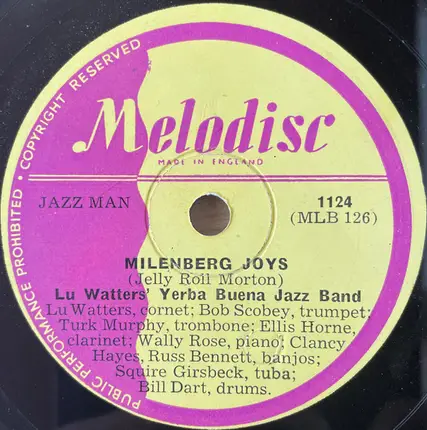 PUBLIC PERFORMANCE PROHIBITED · COPYRIGHT RESERVED
Melodisc
MADE IN ENGLAND
JAZZ MAN
1124
(MLB 126)
MILENBERG JOYS
(Jelly Roll Morton)
Lu Watters' Yerba Buena Jazz Band
Lu Watters, cornet; Bob Scobey, trumpet;
Turk Murphy, trombone; Ellis Horne,
clarinet; Wally Rose, piano; Clancy
Hayes, Russ Bennett, banjos;
Squire Girsbeck, tuba;
Bill Dart, drums.